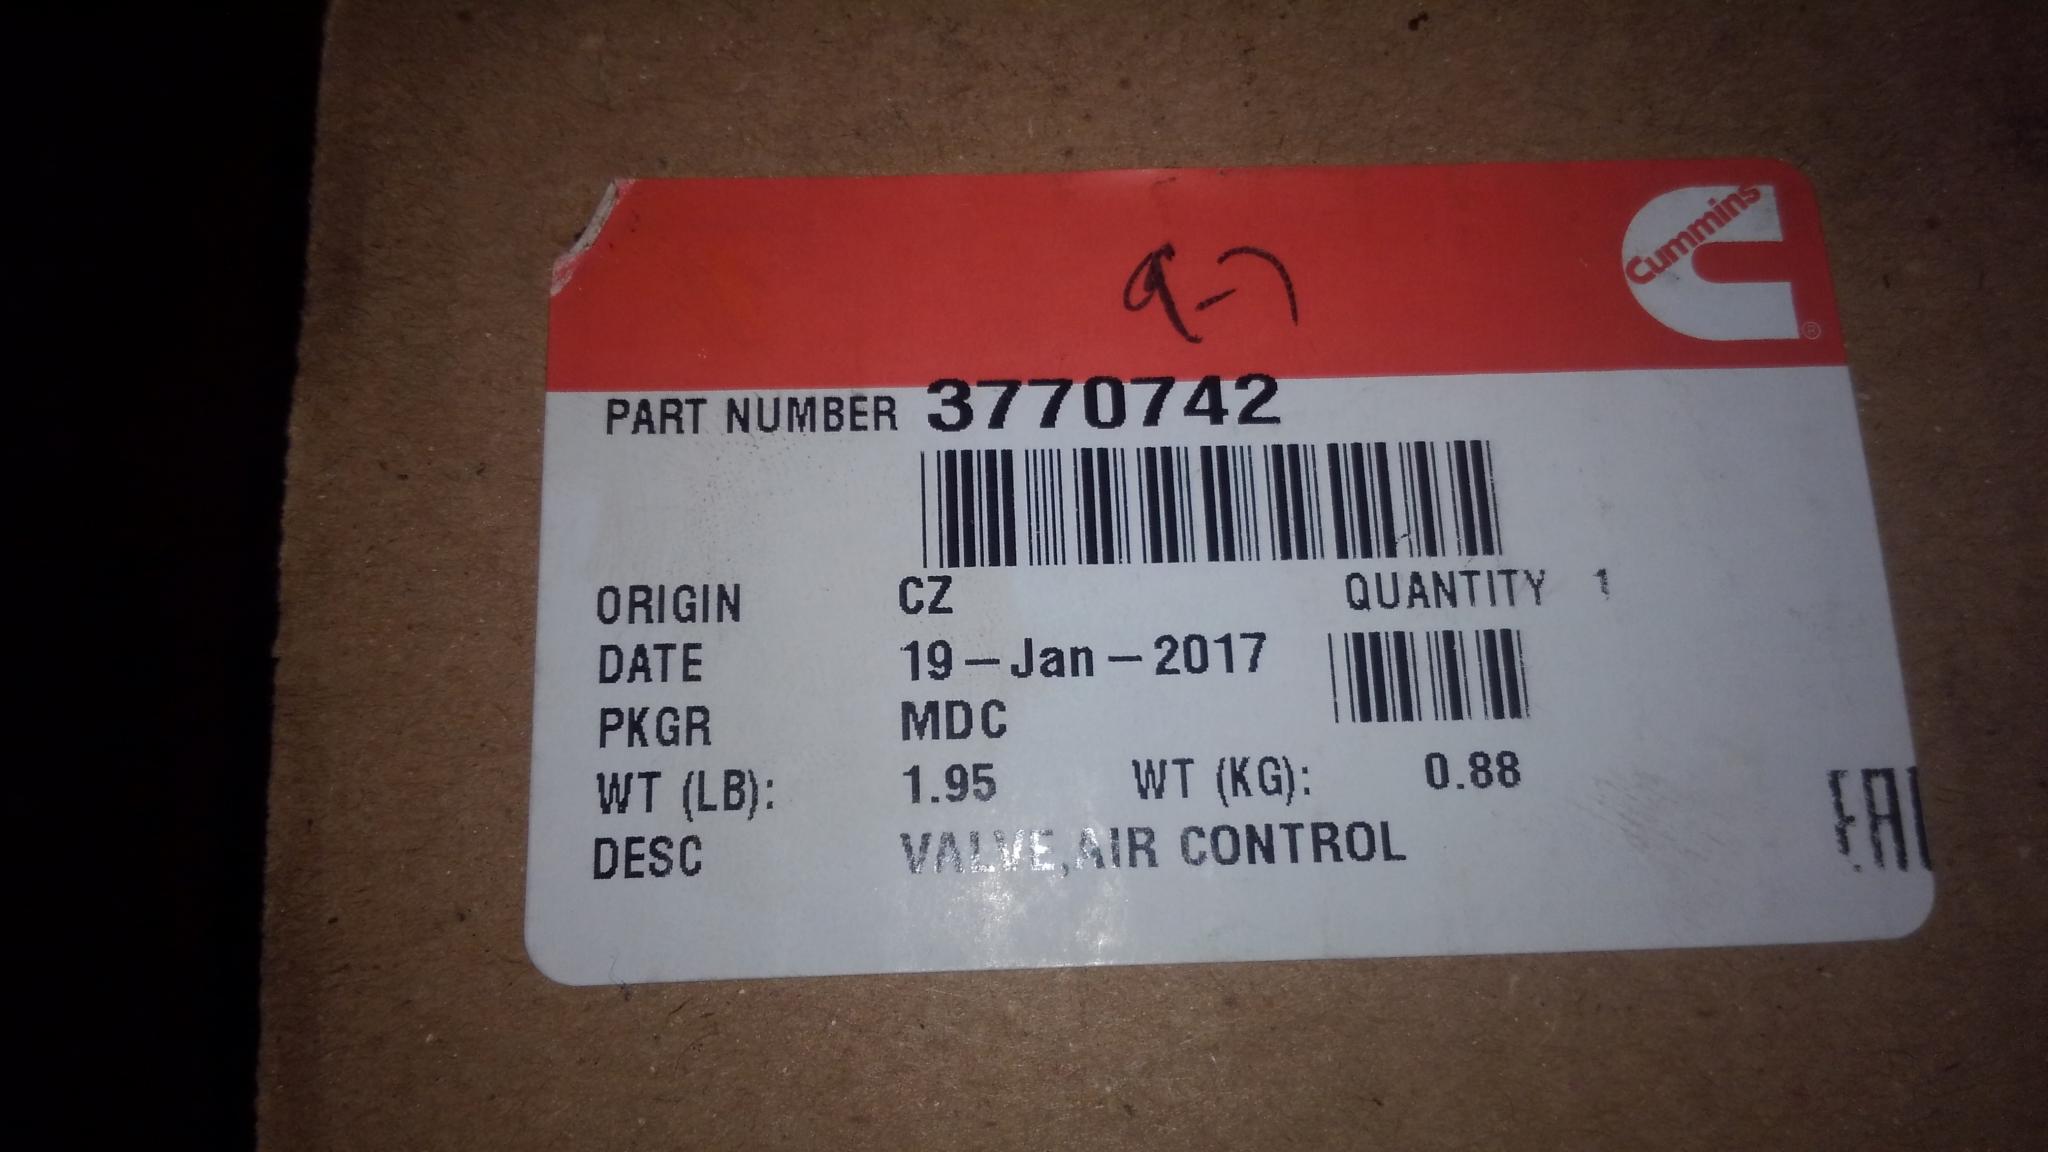 Cummins
®
9-7
PART NUMBER 3770742
ORIGIN CZ QUANTITY 1
DATE 19-Jan-2017
PKGR MDC
WT (LB): 1.95 WT (KG): 0.88
DESC VALVE,AIR CONTROL